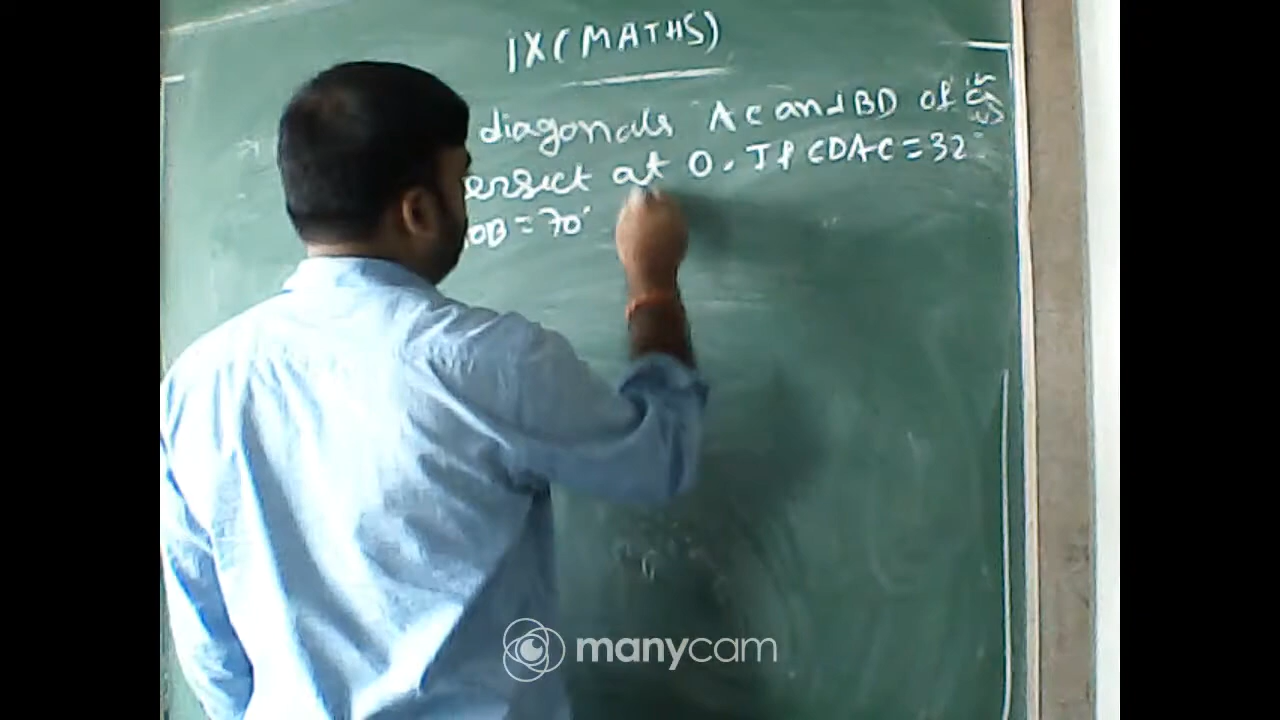 IX (MATHS)
diagonals AC and BD of
ersect at O. If ∠DAC = 32°
OB = 70°
manycam